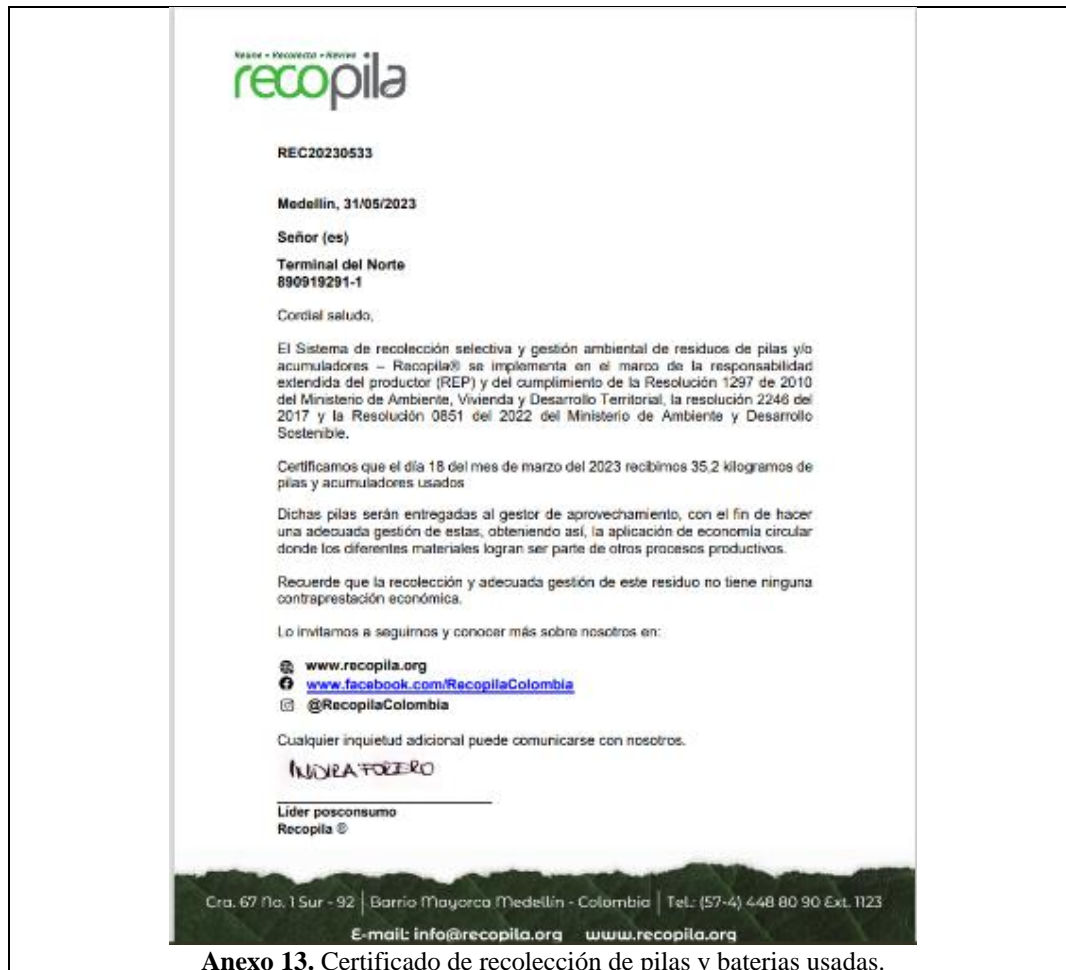 Reúne • Recolecta • Revive
recopila
REC20230533
Medellín, 31/05/2023
Señor (es)
Terminal del Norte
890919291-1
Cordial saludo,
El Sistema de recolección selectiva y gestión ambiental de residuos de pilas y/o
acumuladores – Recopila® se implementa en el marco de la responsabilidad
extendida del productor (REP) y del cumplimiento de la Resolución 1297 de 2010
del Ministerio de Ambiente, Vivienda y Desarrollo Territorial, la resolución 2246 del
2017 y la Resolución 0851 del 2022 del Ministerio de Ambiente y Desarrollo
Sostenible.
Certificamos que el día 18 del mes de marzo del 2023 recibimos 35,2 kilogramos de
pilas y acumuladores usados
Dichas pilas serán entregadas al gestor de aprovechamiento, con el fin de hacer
una adecuada gestión de estas, obteniendo así, la aplicación de economía circular
donde los diferentes materiales logran ser parte de otros procesos productivos.
Recuerde que la recolección y adecuada gestión de este residuo no tiene ninguna
contraprestación económica.
Lo invitamos a seguirnos y conocer más sobre nosotros en:
www.recopila.org
www.facebook.com/RecopilaColombia
@RecopilaColombia
Cualquier inquietud adicional puede comunicarse con nosotros.
INDIRA FORERO
Líder posconsumo
Recopila ®
Cra. 67 No. 1 Sur - 92 | Barrio Mayorca Medellín - Colombia | Tel.: (57-4) 448 80 90 Ext. 1123
E-mail: info@recopila.org www.recopila.org
Anexo 13. Certificado de recolección de pilas y baterias usadas.